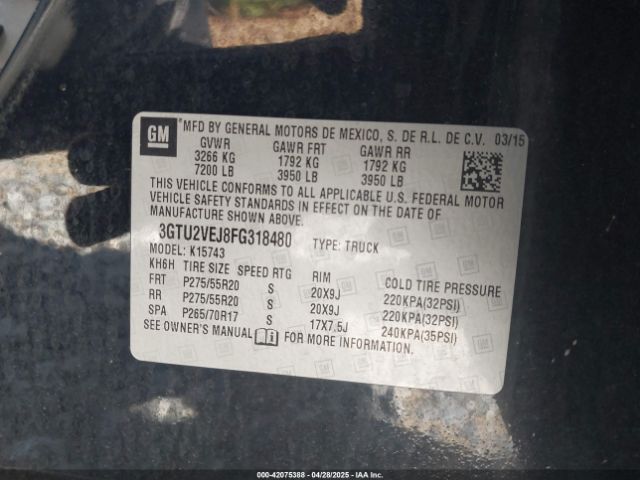 GM ® MFD BY GENERAL MOTORS DE MEXICO, S. DE R.L. DE C.V. 03/15
GVWR GAWR FRT GAWR RR
3266 KG 1792 KG 1792 KG
7200 LB 3950 LB 3950 LB
THIS VEHICLE CONFORMS TO ALL APPLICABLE U.S. FEDERAL MOTOR
VEHICLE SAFETY STANDARDS IN EFFECT ON THE DATE OF
MANUFACTURE SHOWN ABOVE.
3GTU2VEJ8FG318480 TYPE: TRUCK
MODEL: K15743
KH6H TIRE SIZE SPEED RTG RIM COLD TIRE PRESSURE
FRT P275/55R20 S 20X9J 220KPA(32PSI)
RR P275/55R20 S 20X9J 220KPA(32PSI)
SPA P265/70R17 S 17X7.5J 240KPA(35PSI)
SEE OWNER'S MANUAL FOR MORE INFORMATION.
000-42075388 - 04/28/2025 - IAAI, Inc.